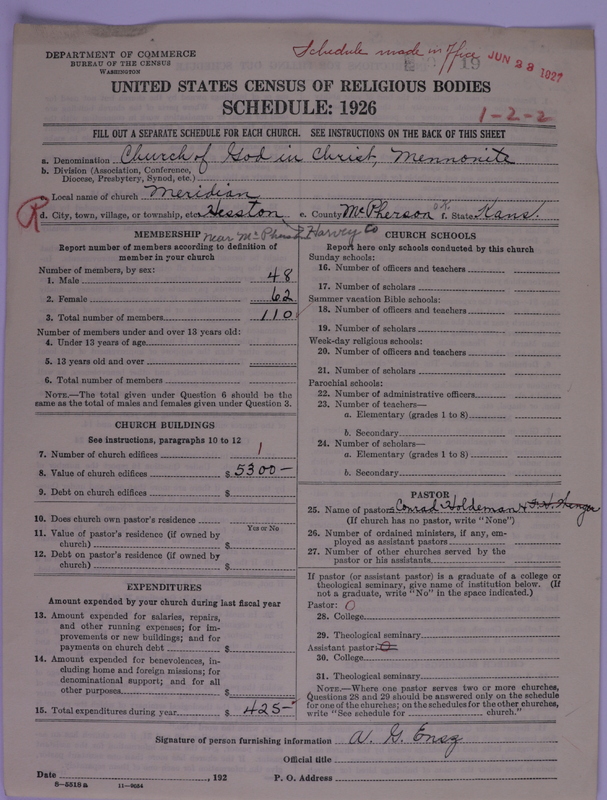 DEPARTMENT OF COMMERCE
BUREAU OF THE CENSUS
WASHINGTON
Schedule made in office
JUN 23 1927
UNITED STATES CENSUS OF RELIGIOUS BODIES
SCHEDULE: 1926
1-2-2
FILL OUT A SEPARATE SCHEDULE FOR EACH CHURCH. SEE INSTRUCTIONS ON THE BACK OF THIS SHEET
a. Denomination Church of God in Christ, Mennonite
b. Division (Association, Conference,
Diocese, Presbytery, Synod, etc.)
c. Local name of church Meridian
R
d. City, town, village, or township, etc. Hesston e. County McPherson o.k. f. State Kans.
near McPherson Harvey Co
MEMBERSHIP
Report number of members according to definition of
member in your church
Number of members, by sex:
1. Male 48
2. Female 62
3. Total number of members 110
Number of members under and over 13 years old:
4. Under 13 years of age
5. 13 years old and over
6. Total number of members
NOTE.—The total given under Question 6 should be the
same as the total of males and females given under Question 3.
CHURCH BUILDINGS
See instructions, paragraphs 10 to 12
7. Number of church edifices 1
8. Value of church edifices $ 5300-
9. Debt on church edifices $
10. Does church own pastor's residence
Yes or No
11. Value of pastor's residence (if owned by
church) $
12. Debt on pastor's residence (if owned by
church) $
EXPENDITURES
Amount expended by your church during last fiscal year
13. Amount expended for salaries, repairs,
and other running expenses; for im-
provements or new buildings; and for
payments on church debt $
14. Amount expended for benevolences, in-
cluding home and foreign missions; for
denominational support; and for all
other purposes $
15. Total expenditures during year $ 425-
CHURCH SCHOOLS
Report here only schools conducted by this church
Sunday schools:
16. Number of officers and teachers
17. Number of scholars
Summer vacation Bible schools:
18. Number of officers and teachers
19. Number of scholars
Week-day religious schools:
20. Number of officers and teachers
21. Number of scholars
Parochial schools:
22. Number of administrative officers
23. Number of teachers—
a. Elementary (grades 1 to 8)
b. Secondary
24. Number of scholars—
a. Elementary (grades 1 to 8)
b. Secondary
PASTOR
25. Name of pastor Conrad Holdeman & F. H. Wenger
(If church has no pastor, write "None")
26. Number of ordained ministers, if any, em-
ployed as assistant pastors
27. Number of other churches served by the
pastor or his assistants
If pastor (or assistant pastor) is a graduate of a college or
theological seminary, give name of institution below. (If
not a graduate, write "No" in the space indicated.)
Pastor: 0
28. College
29. Theological seminary
Assistant pastor: 0
30. College
31. Theological seminary
NOTE.—Where one pastor serves two or more churches,
Questions 28 and 29 should be answered only on the schedule
for one of the churches; on the schedules for the other churches,
write "See schedule for church."
Signature of person furnishing information A. G. Ensz
Official title
Date , 192 P. O. Address
8-5518a 11-9034